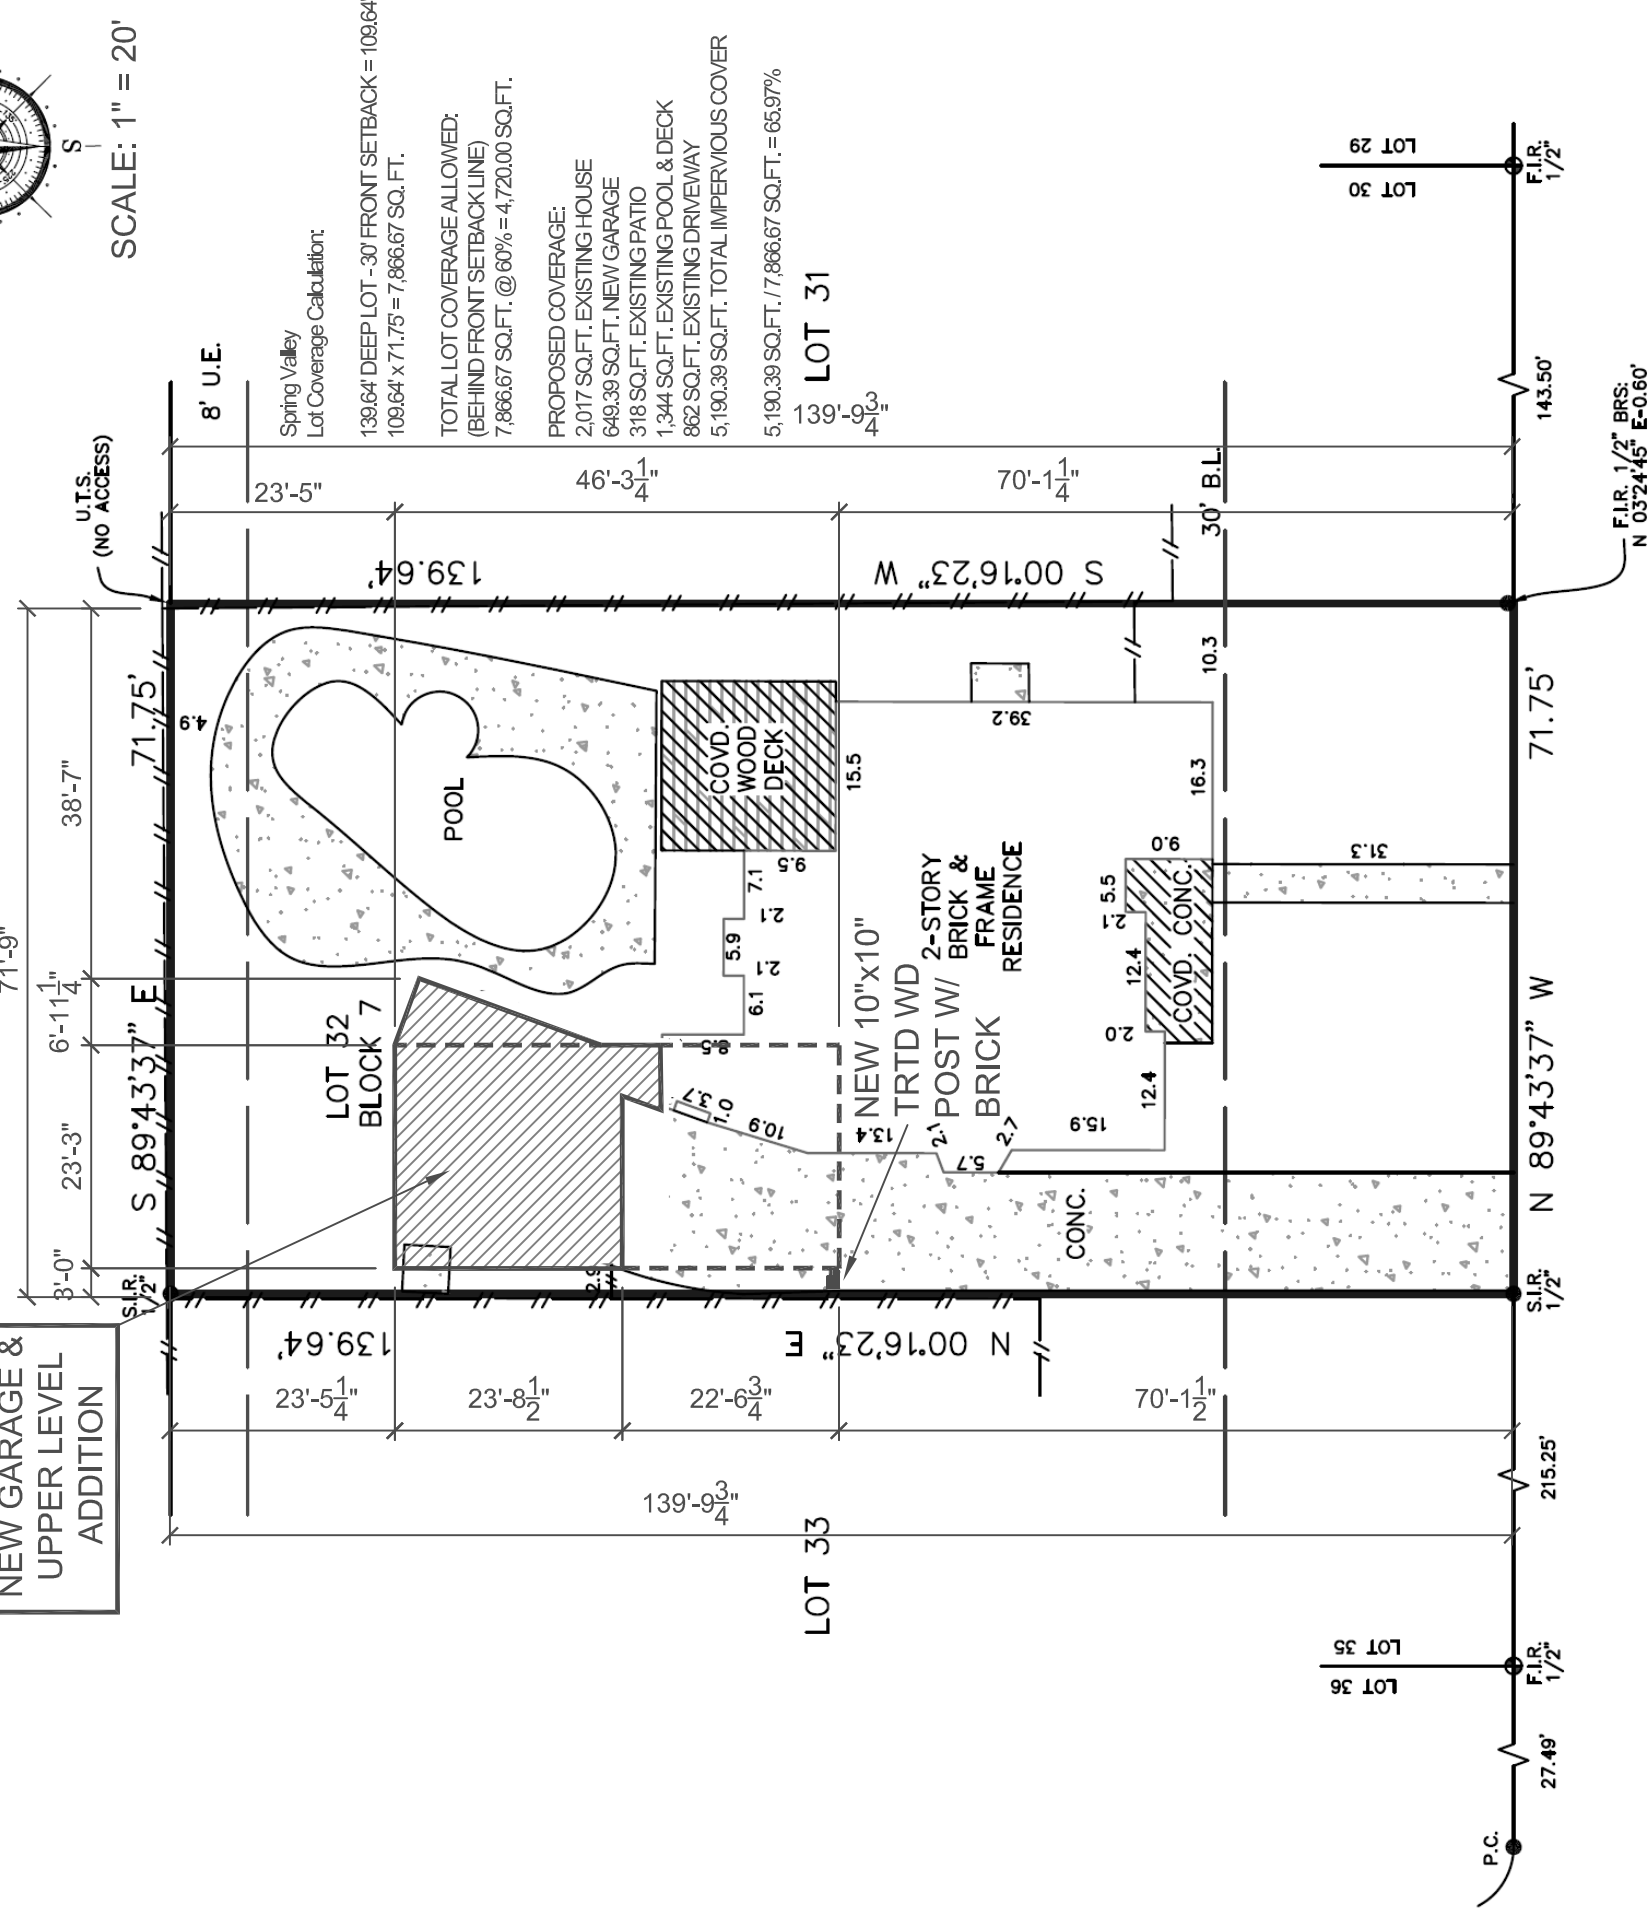 SCALE: 1" = 20'
S
135
225
Spring Valley
Lot Coverage Calculation:
139.64' DEEP LOT - 30' FRONT SETBACK = 109.64'
109.64' x 71.75' = 7,866.67 SQ. FT.
TOTAL LOT COVERAGE ALLOWED:
(BEHIND FRONT SETBACK LINE)
7,866.67 SQ.FT. @ 60% = 4,720.00 SQ.FT.
PROPOSED COVERAGE:
2,017 SQ.FT. EXISTING HOUSE
649.39 SQ.FT. NEW GARAGE
318 SQ.FT. EXISTING PATIO
1,344 SQ.FT. EXISTING POOL & DECK
862 SQ.FT. EXISTING DRIVEWAY
5,190.39 SQ.FT. TOTAL IMPERVIOUS COVER
5,190.39 SQ.FT. / 7,866.67 SQ.FT. = 65.97%
LOT 31
139'-9 3/4"
8' U.E.
U.T.S.
(NO ACCESS)
23'-5"
46'-3 1/4"
70'-1 1/4"
30' B.L.
139.64'
S 00°16'23" W
71'-9"
3'-0"
23'-3"
6'-11 1/4"
38'-7"
S 89°43'37" E
71.75'
4.9
POOL
COVD.
WOOD
DECK
15.5
9.5
7.1
2.1
5.9
2.1
6.1
8.5
39.2
10.3
16.3
9.0
5.5
2.1
12.4
2.0
COVD. CONC.
12.4
31.3
LOT 32
BLOCK 7
2-STORY
BRICK &
FRAME
RESIDENCE
NEW 10"x10"
TRTD WD
POST W/
BRICK
3.7
1.0
10.9
13.4
2.1
5.7
2.7
15.9
CONC.
2.9
NEW GARAGE &
UPPER LEVEL
ADDITION
S.I.R.
1/2"
139.64'
N 00°16'23" E
23'-5 1/4"
23'-8 1/2"
22'-6 3/4"
70'-1 1/2"
139'-9 3/4"
LOT 33
N 89°43'37" W
71.75'
S.I.R.
1/2"
F.I.R. 1/2" BRS:
N 03°24'45" E-0.60'
143.50'
LOT 29
LOT 30
F.I.R.
1/2"
215.25'
LOT 35
LOT 36
F.I.R.
1/2"
27.49'
P.C.